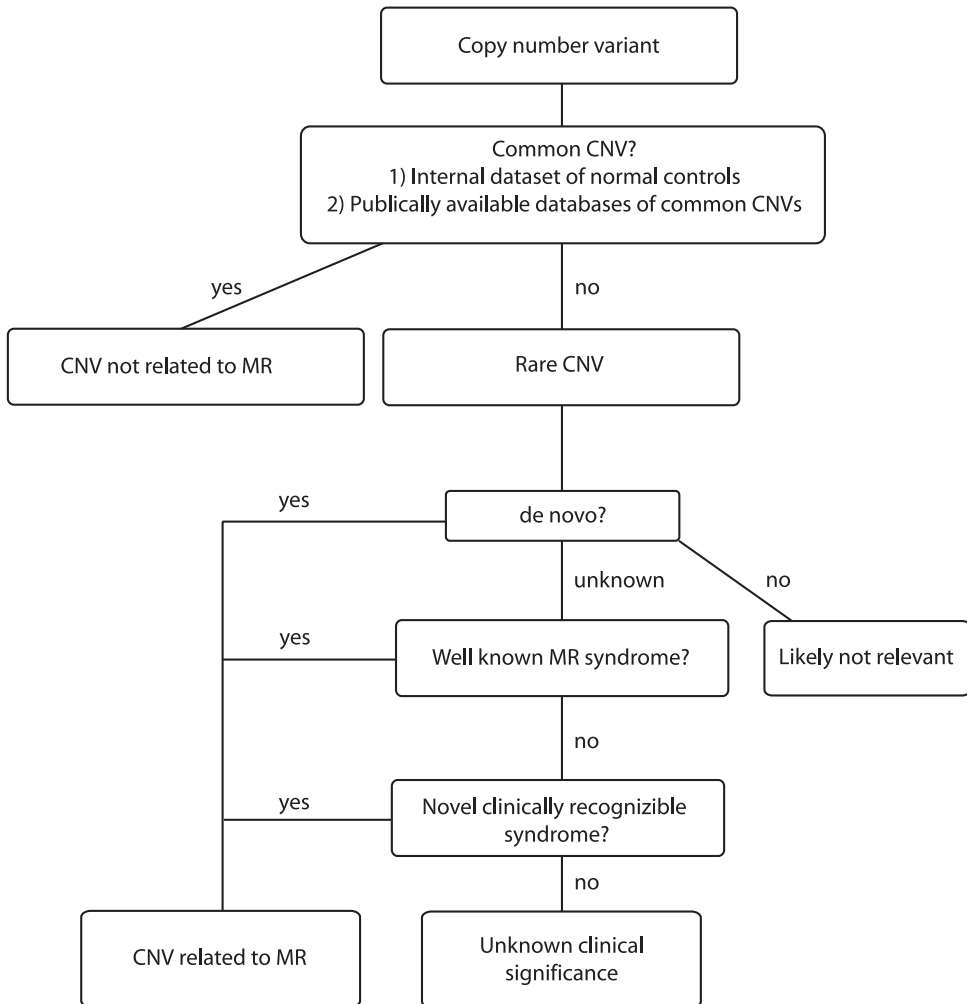 Copy number variant
Common CNV?
1) Internal dataset of normal controls
2) Publically available databases of common CNVs
yes
no
CNV not related to MR
Rare CNV
yes
de novo?
unknown
no
yes
Well known MR syndrome?
Likely not relevant
no
yes
Novel clinically recognizible
syndrome?
no
CNV related to MR
Unknown clinical
significance